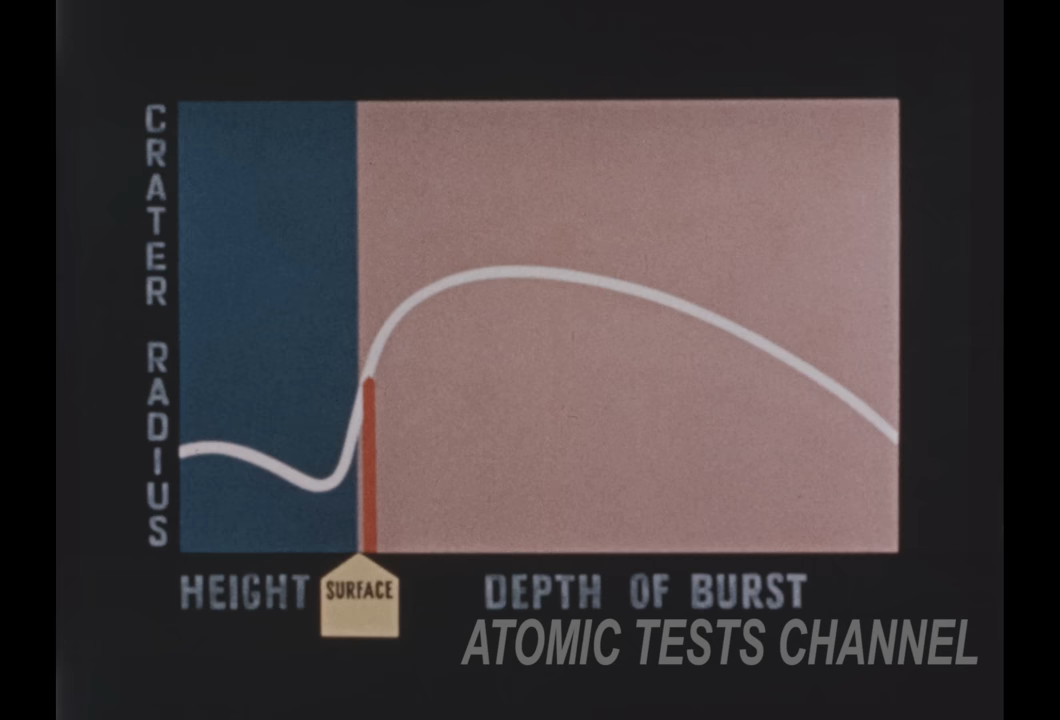 CRATER RADIUS
HEIGHT
SURFACE
DEPTH OF BURST
ATOMIC TESTS CHANNEL